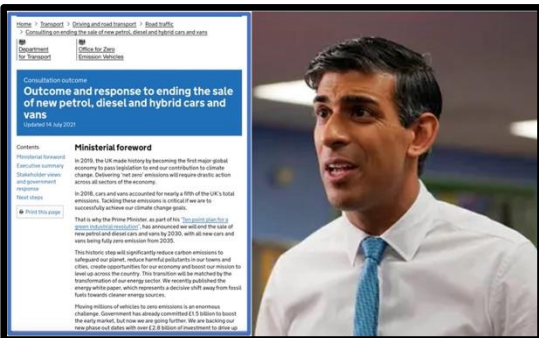 Home > Transport > Driving and road transport > Road traffic
> Consulting on ending the sale of new petrol, diesel and hybrid cars and vans
Department
for Transport
Office for Zero
Emission Vehicles
Consultation outcome
Outcome and response to ending the sale
of new petrol, diesel and hybrid cars and
vans
Updated 14 July 2021
Contents
Ministerial foreword
Executive summary
Stakeholder views
and government
response
Next steps
Print this page
Ministerial foreword
In 2019, the UK made history by becoming the first major global
economy to pass legislation to end our contribution to climate
change. Delivering 'net zero' emissions will require drastic action
across all sectors of the economy.
In 2018, cars and vans accounted for nearly a fifth of the UK's total
emissions. Tackling these emissions is critical if we are to
successfully achieve our climate change goals.
That is why the Prime Minister, as part of his 'Ten point plan for a
green industrial revolution', has announced we will end the sale of
new petrol and diesel cars and vans by 2030, with all new cars and
vans being fully zero emission from 2035.
This historic step will significantly reduce carbon emissions to
safeguard our planet, reduce harmful pollutants in our towns and
cities, create opportunities for our economy and boost our mission to
level up across the country. This transition will be matched by the
transformation of our energy sector. We recently published the
energy white paper, which represents a decisive shift away from fossil
fuels towards cleaner energy sources.
Moving millions of vehicles to zero emissions is an enormous
challenge. Government has already committed £1.5 billion to boost
the early market, but now we are going further. We are backing our
new phase out dates with over £2.8 billion of investment to drive up